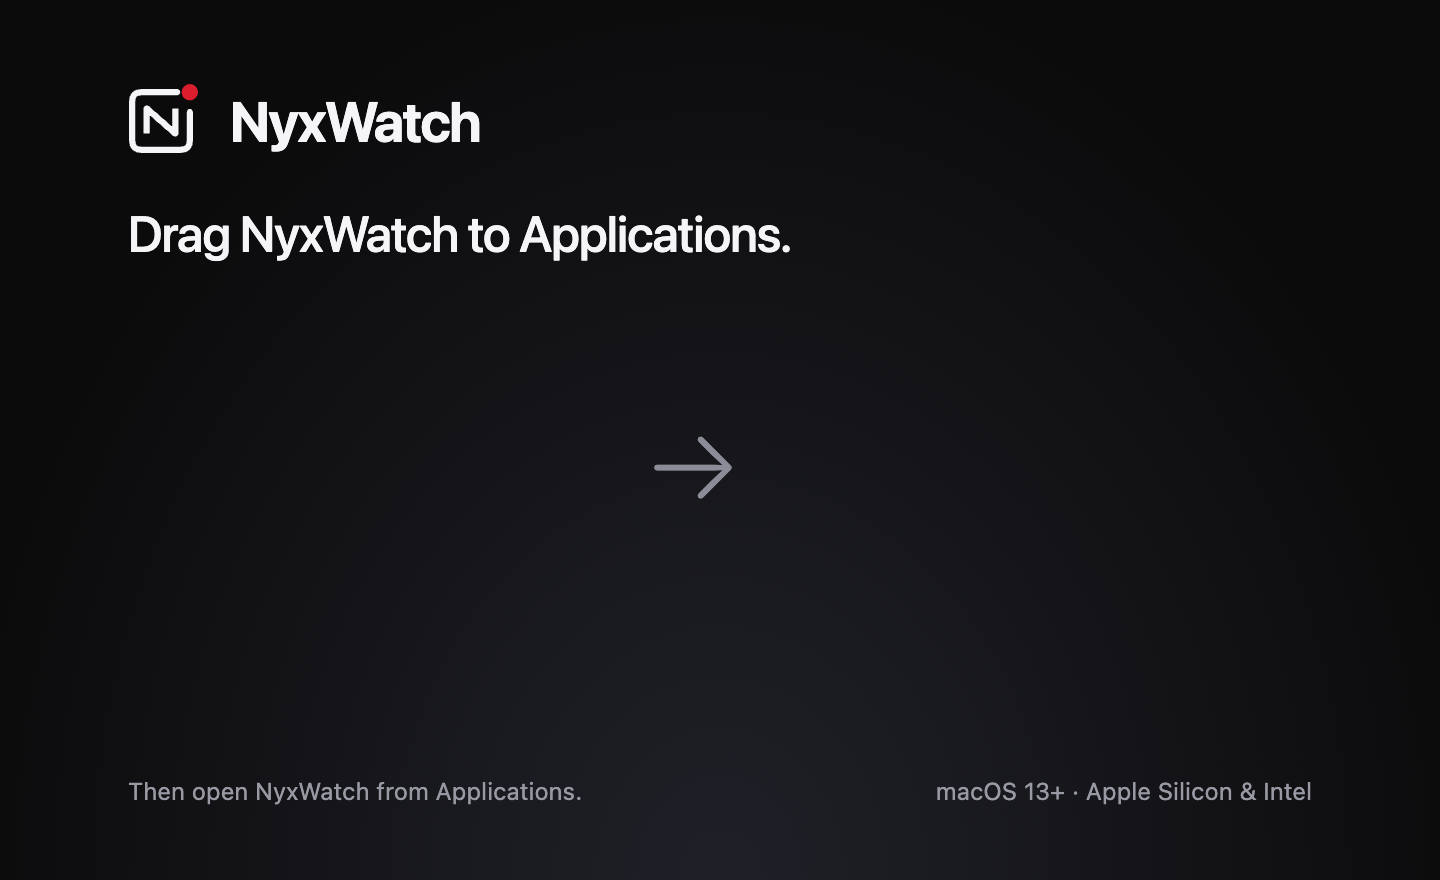 N
NyxWatch
Drag NyxWatch to Applications.
Then open NyxWatch from Applications.
macOS 13+ · Apple Silicon & Intel